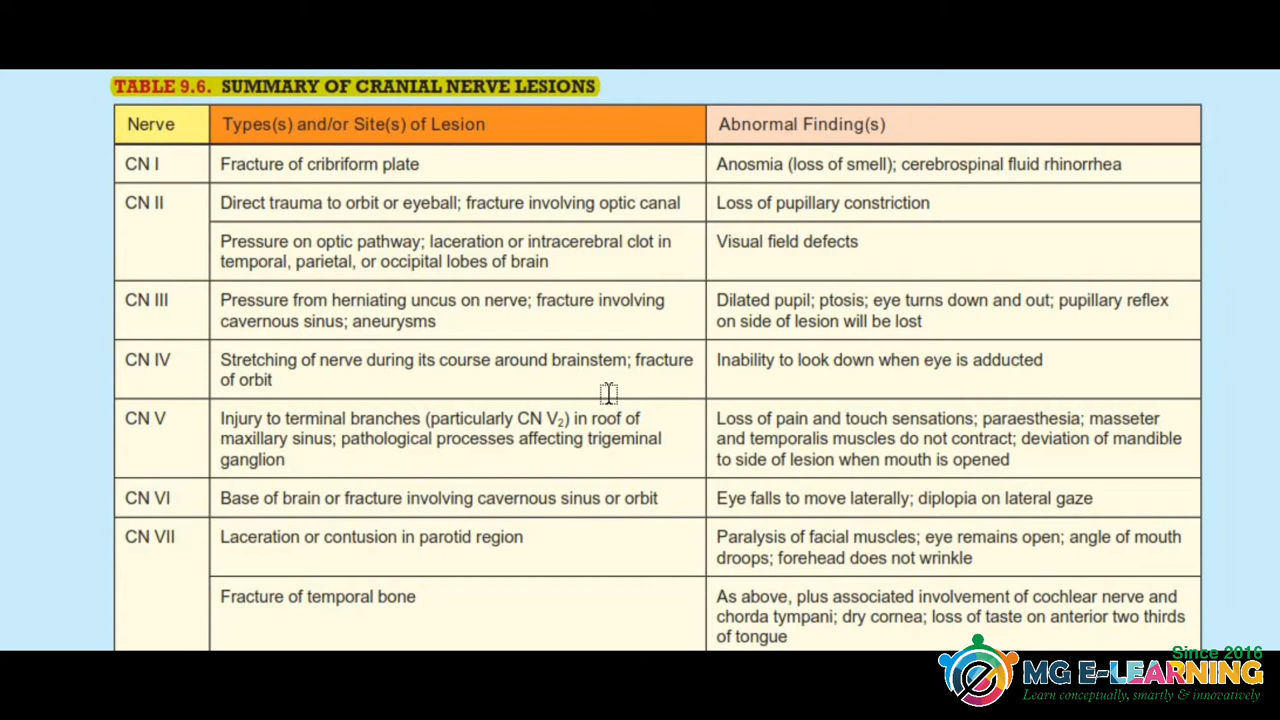 TABLE 9.6. SUMMARY OF CRANIAL NERVE LESIONS
Nerve Types(s) and/or Site(s) of Lesion Abnormal Finding(s)
CN I Fracture of cribriform plate Anosmia (loss of smell); cerebrospinal fluid rhinorrhea
CN II Direct trauma to orbit or eyeball; fracture involving optic canal Loss of pupillary constriction
Pressure on optic pathway; laceration or intracerebral clot in Visual field defects
temporal, parietal, or occipital lobes of brain
CN III Pressure from herniating uncus on nerve; fracture involving Dilated pupil; ptosis; eye turns down and out; pupillary reflex
cavernous sinus; aneurysms on side of lesion will be lost
CN IV Stretching of nerve during its course around brainstem; fracture Inability to look down when eye is adducted
of orbit
CN V Injury to terminal branches (particularly CN V₂) in roof of Loss of pain and touch sensations; paraesthesia; masseter
maxillary sinus; pathological processes affecting trigeminal and temporalis muscles do not contract; deviation of mandible
ganglion to side of lesion when mouth is opened
CN VI Base of brain or fracture involving cavernous sinus or orbit Eye falls to move laterally; diplopia on lateral gaze
CN VII Laceration or contusion in parotid region Paralysis of facial muscles; eye remains open; angle of mouth
droops; forehead does not wrinkle
Fracture of temporal bone As above, plus associated involvement of cochlear nerve and
chorda tympani; dry cornea; loss of taste on anterior two thirds
of tongue
Since 2016
MG E-LEARNING
Learn conceptually, smartly & innovatively